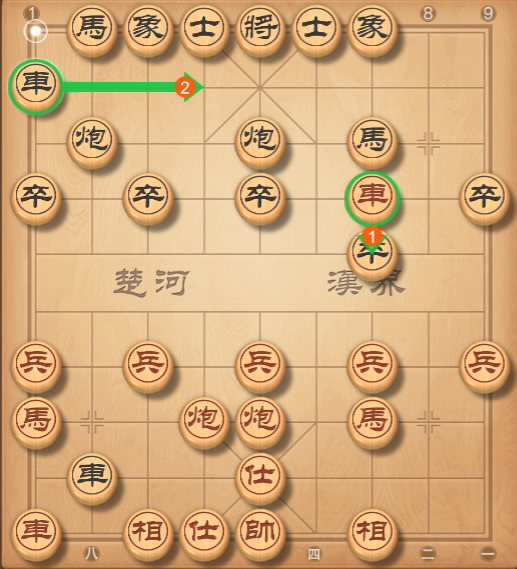 1 8 9
馬 象 士 將 士 象
車 2
炮 炮 馬
卒 卒 卒 車 卒
1 卒
楚河 漢界
兵 兵 兵 兵 兵
馬 炮 炮 馬
車 仕
車 相 仕 帥 相
八 四 二 一